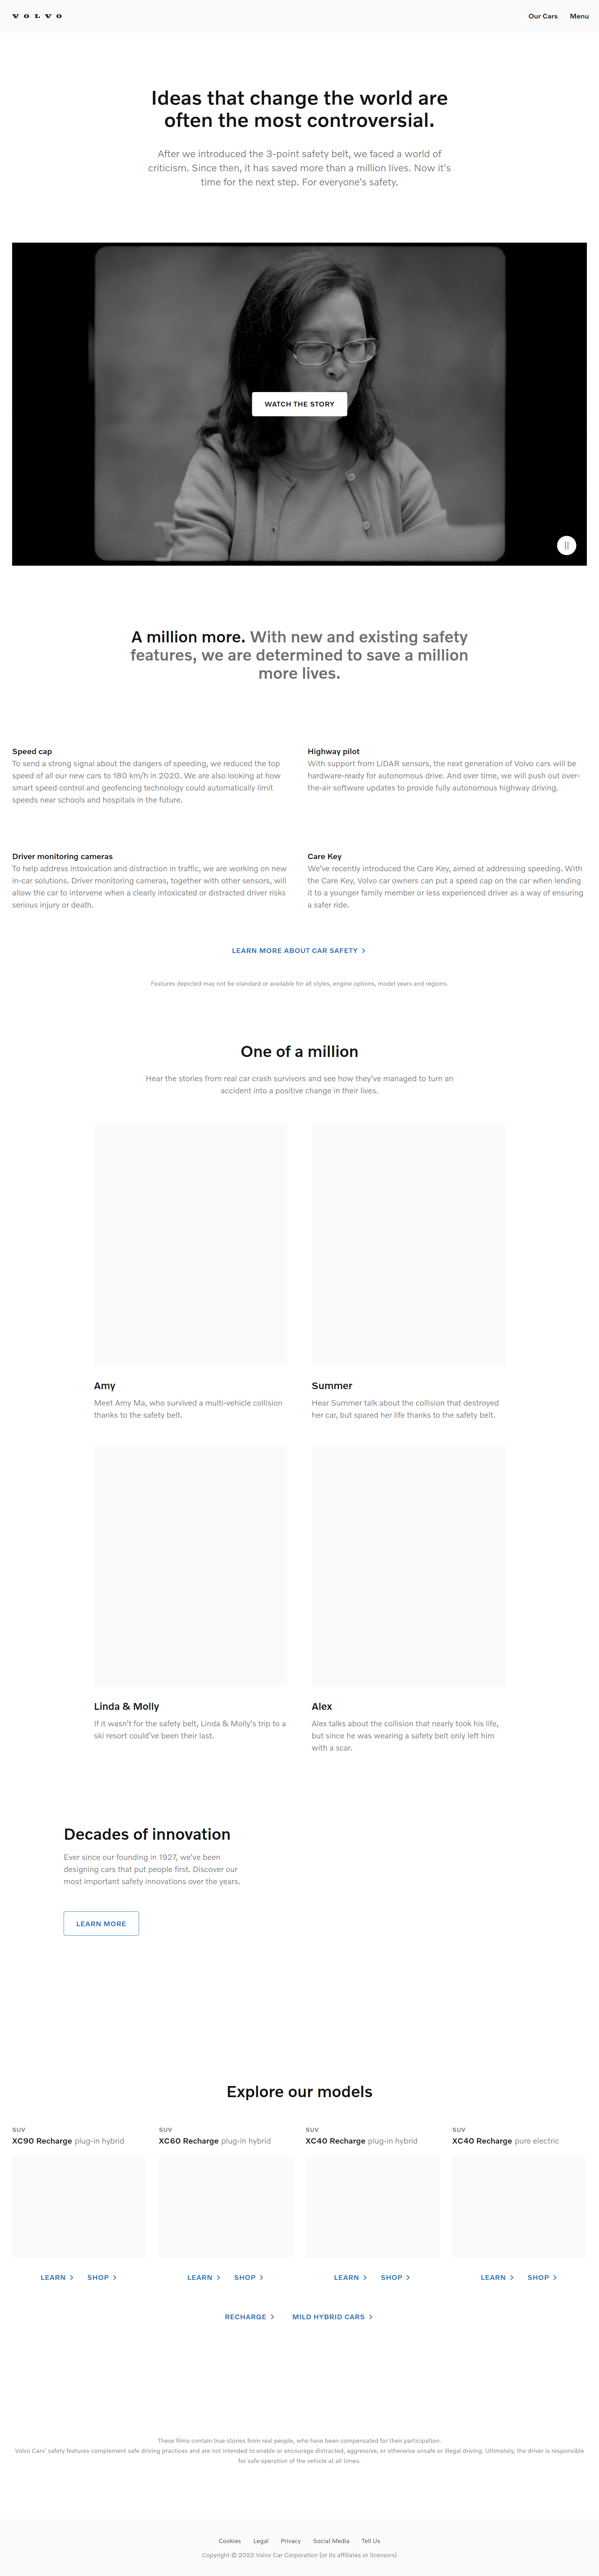 VOLVO
Our Cars
Menu
Ideas that change the world are
often the most controversial.
After we introduced the 3-point safety belt, we faced a world of
criticism. Since then, it has saved more than a million lives. Now it's
time for the next step. For everyone's safety.
WATCH THE STORY
A million more. With new and existing safety
features, we are determined to save a million
more lives.
Speed cap
To send a strong signal about the dangers of speeding, we reduced the top
speed of all our new cars to 180 km/h in 2020. We are also looking at how
smart speed control and geofencing technology could automatically limit
speeds near schools and hospitals in the future.
Highway pilot
With support from LiDAR sensors, the next generation of Volvo cars will be
hardware-ready for autonomous drive. And over time, we will push out over-
the-air software updates to provide fully autonomous highway driving.
Driver monitoring cameras
To help address intoxication and distraction in traffic, we are working on new
in-car solutions. Driver monitoring cameras, together with other sensors, will
allow the car to intervene when a clearly intoxicated or distracted driver risks
serious injury or death.
Care Key
We've recently introduced the Care Key, aimed at addressing speeding. With
the Care Key, Volvo car owners can put a speed cap on the car when lending
it to a younger family member or less experienced driver as a way of ensuring
a safer ride.
LEARN MORE ABOUT CAR SAFETY
Features depicted may not be standard or available for all styles, engine options, model years and regions.
One of a million
Hear the stories from real car crash survivors and see how they've managed to turn an
accident into a positive change in their lives.
Amy
Meet Amy Ma, who survived a multi-vehicle collision
thanks to the safety belt.
Summer
Hear Summer talk about the collision that destroyed
her car, but spared her life thanks to the safety belt.
Linda & Molly
If it wasn't for the safety belt, Linda & Molly's trip to a
ski resort could've been their last.
Alex
Alex talks about the collision that nearly took his life,
but since he was wearing a safety belt only left him
with a scar.
Decades of innovation
Ever since our founding in 1927, we've been
designing cars that put people first. Discover our
most important safety innovations over the years.
LEARN MORE
Explore our models
SUV
XC90 Recharge plug-in hybrid
LEARN
SHOP
SUV
XC60 Recharge plug-in hybrid
LEARN
SHOP
SUV
XC40 Recharge plug-in hybrid
LEARN
SHOP
SUV
XC40 Recharge pure electric
LEARN
SHOP
RECHARGE
MILD HYBRID CARS
These films contain true stories from real people, who have been compensated for their participation.
Volvo Cars' safety features complement safe driving practices and are not intended to enable or encourage distracted, aggressive, or otherwise unsafe or illegal driving. Ultimately, the driver is responsible
for safe operation of the vehicle at all times.
Cookies
Legal
Privacy
Social Media
Tell Us
Copyright © 2022 Volvo Car Corporation (or its affiliates or licensors)